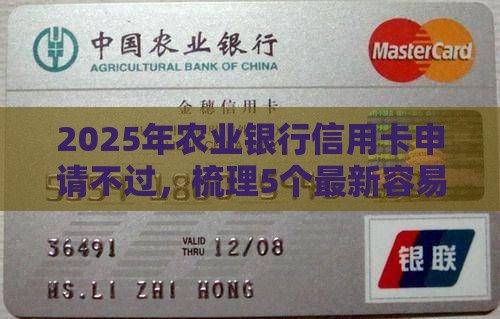 中国农业银行
AGRICULTURAL BANK OF CHINA
MasterCard
金穗信用卡
2025年农业银行信用卡申
请不过，梳理5个最新容易
36491
VALID THRU 12/08
MS.LI ZHI HONG
银联